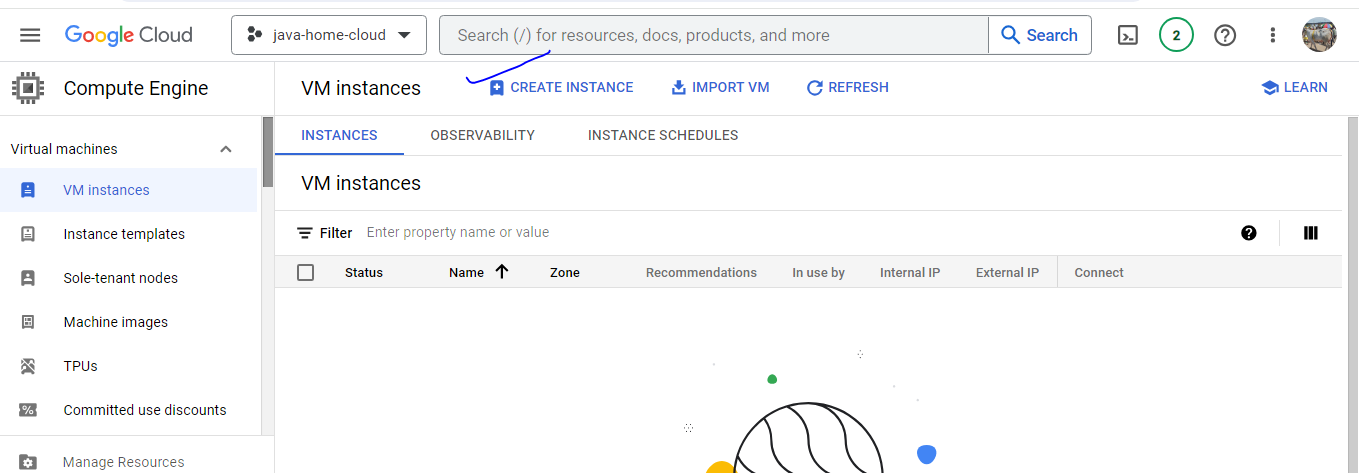 Google Cloud
java-home-cloud
Search (/) for resources, docs, products, and more
Search
2
Compute Engine
VM instances
CREATE INSTANCE
IMPORT VM
REFRESH
LEARN
Virtual machines
VM instances
Instance templates
Sole-tenant nodes
Machine images
TPUs
Committed use discounts
Manage Resources
INSTANCES
OBSERVABILITY
INSTANCE SCHEDULES
VM instances
Filter
Enter property name or value
Status
Name
Zone
Recommendations
In use by
Internal IP
External IP
Connect